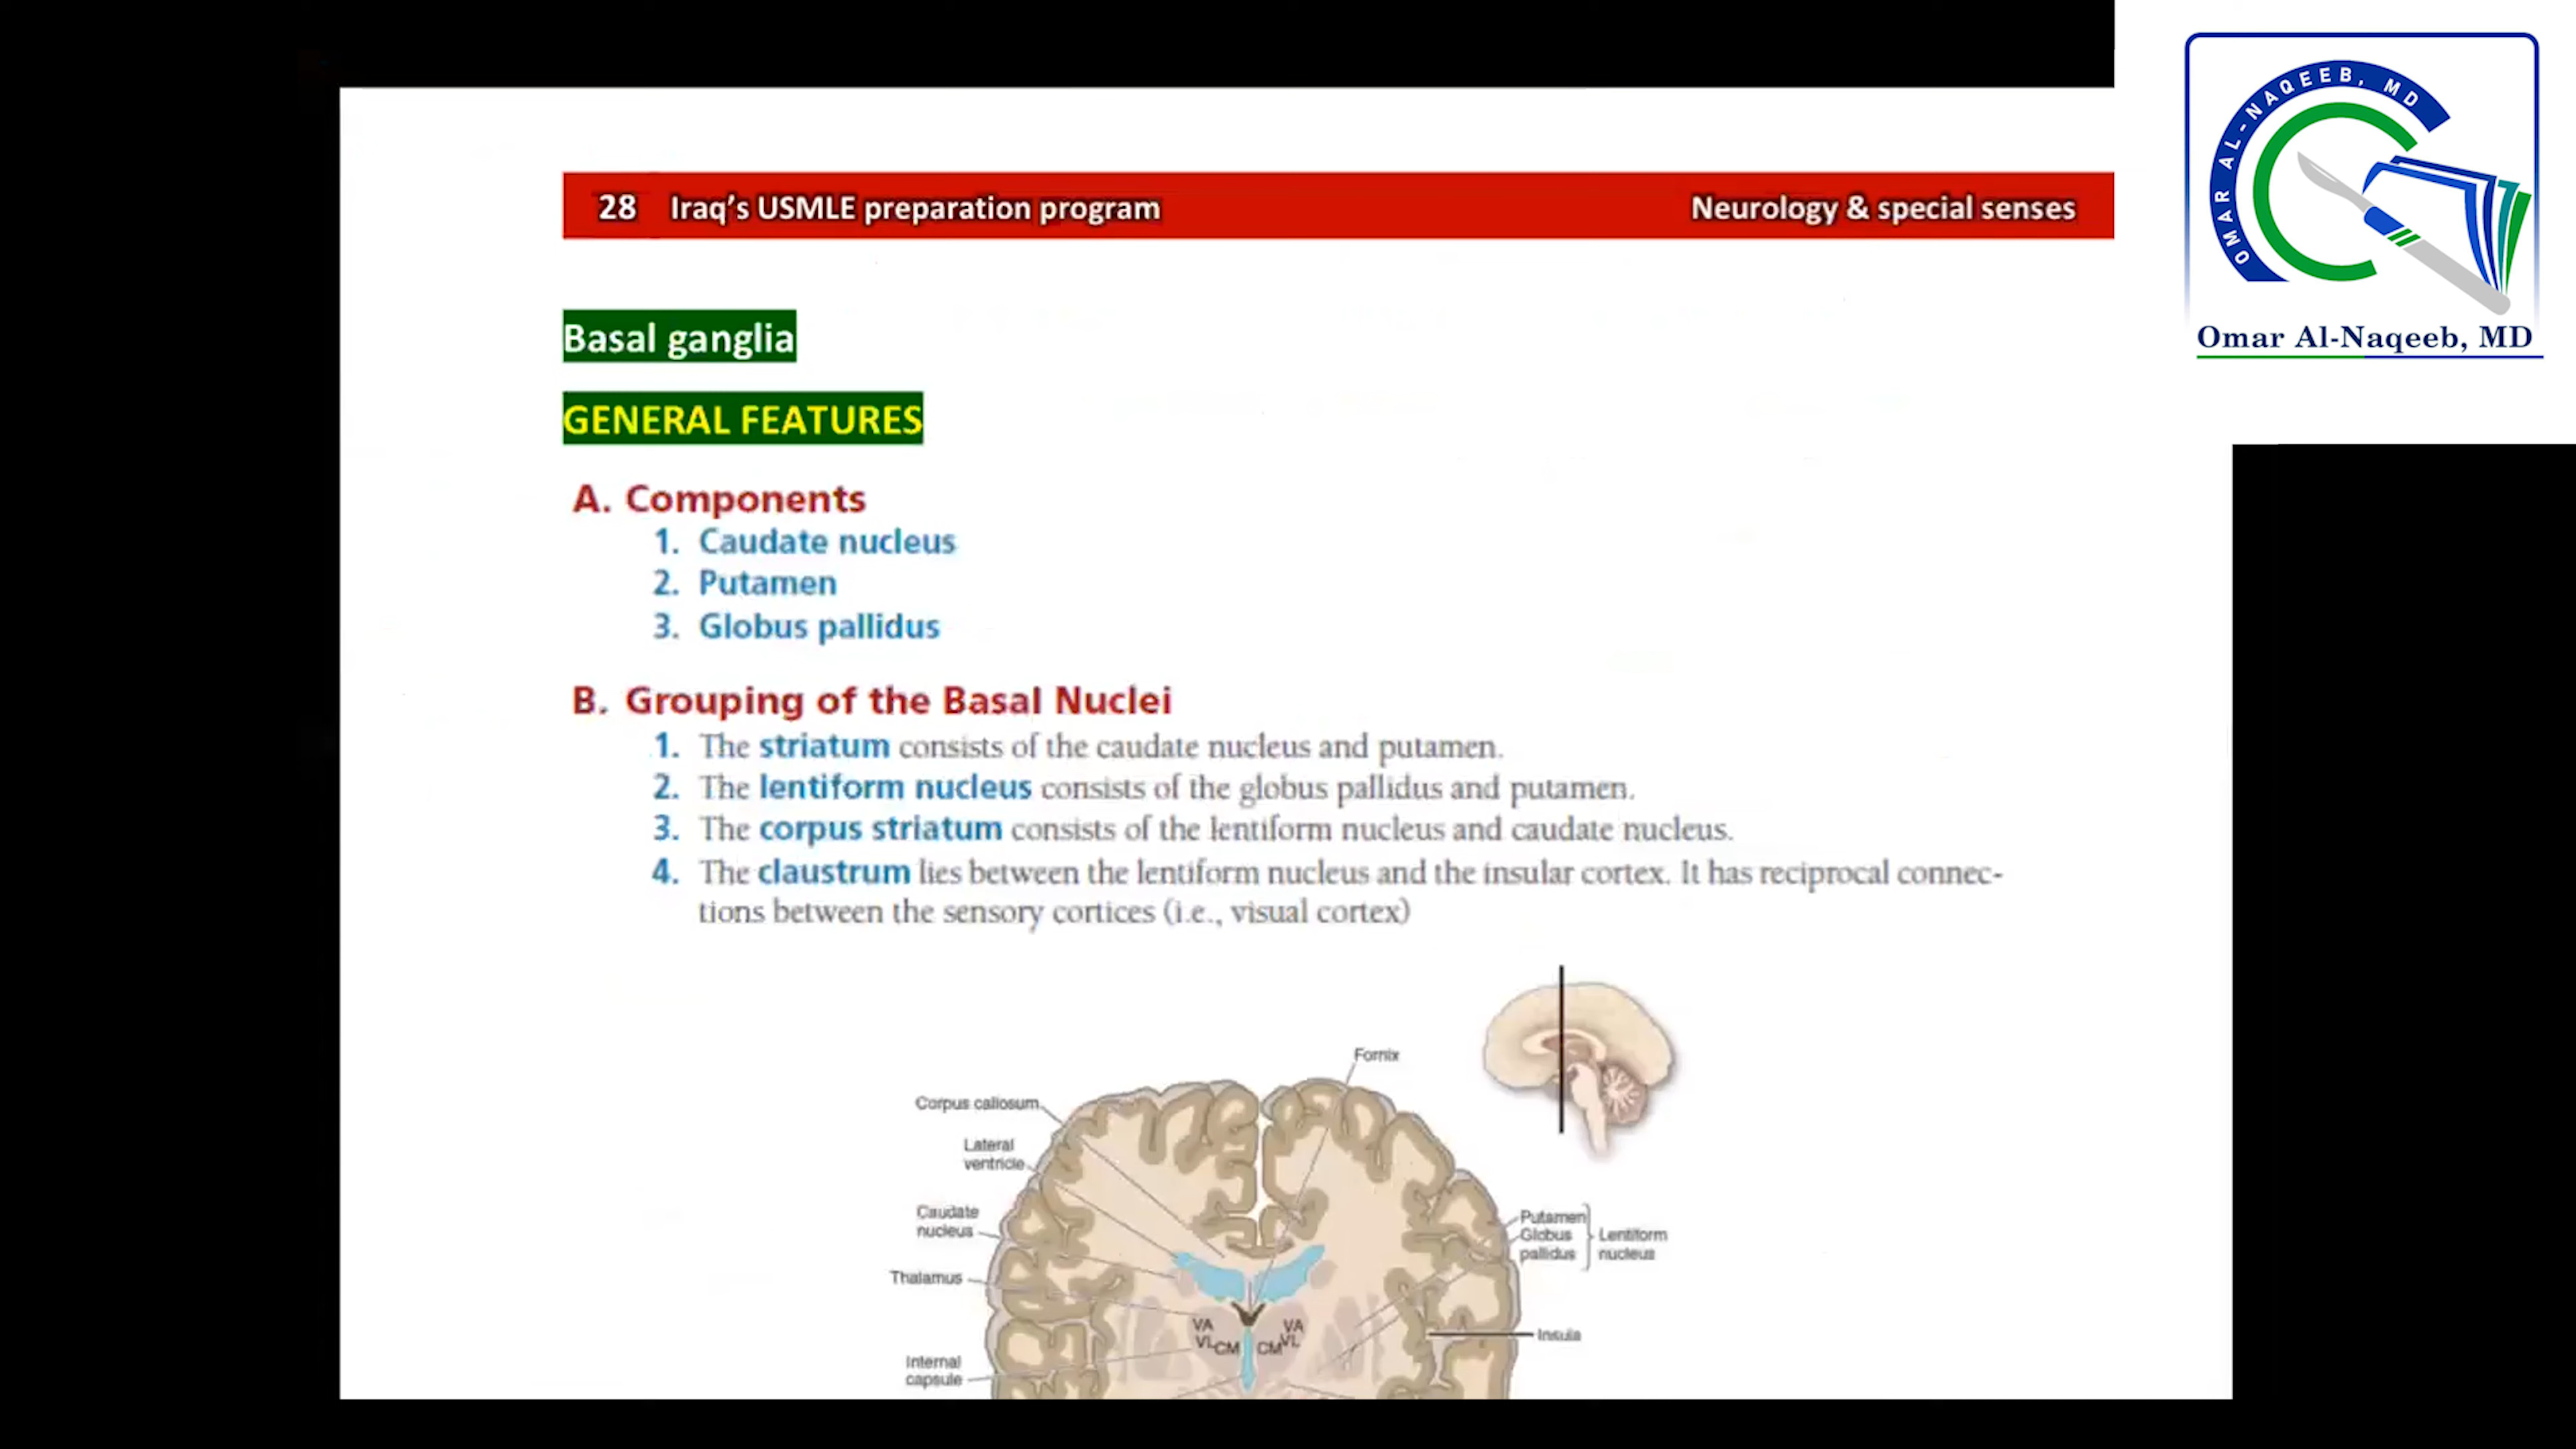 OMAR AL-NAQEEB, MD
Omar Al-Naqeeb, MD
28 Iraq's USMLE preparation program Neurology & special senses
Basal ganglia
GENERAL FEATURES
A. Components
1. Caudate nucleus
2. Putamen
3. Globus pallidus
B. Grouping of the Basal Nuclei
1. The striatum consists of the caudate nucleus and putamen.
2. The lentiform nucleus consists of the globus pallidus and putamen.
3. The corpus striatum consists of the lentiform nucleus and caudate nucleus.
4. The claustrum lies between the lentiform nucleus and the insular cortex. It has reciprocal connec-
tions between the sensory cortices (i.e., visual cortex)
Fornix
Corpus callosum
Lateral
ventricle
Caudate
nucleus
Putamen
Globus
pallidus
Lentiform
nucleus
Thalamus
VA VA
VL CM CM VL
Insula
Internal
capsule